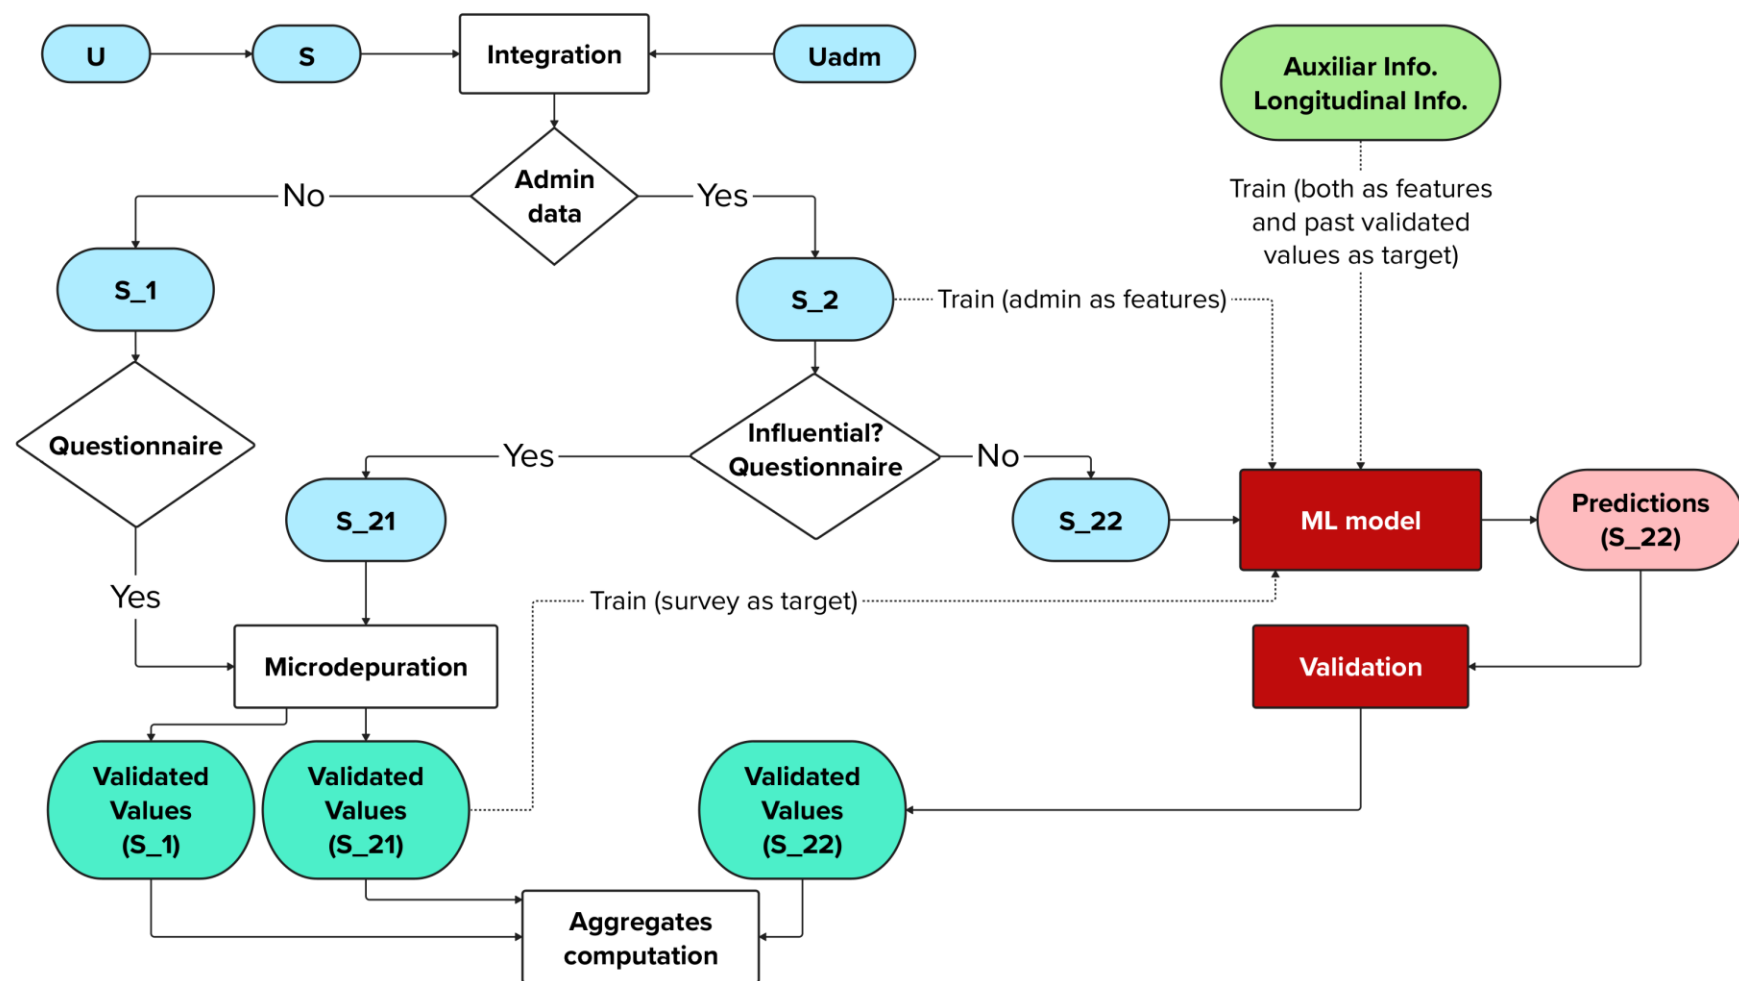 U
S
Integration
Uadm
Auxiliar Info.
Longitudinal Info.
Admin
data
No
Yes
Train (both as features
and past validated
values as target)
S_1
S_2
Train (admin as features)
Questionnaire
Influential?
Questionnaire
Yes
No
S_21
S_22
ML model
Predictions
(S_22)
Yes
Train (survey as target)
Microdepuration
Validation
Validated
Values
(S_1)
Validated
Values
(S_21)
Validated
Values
(S_22)
Aggregates
computation